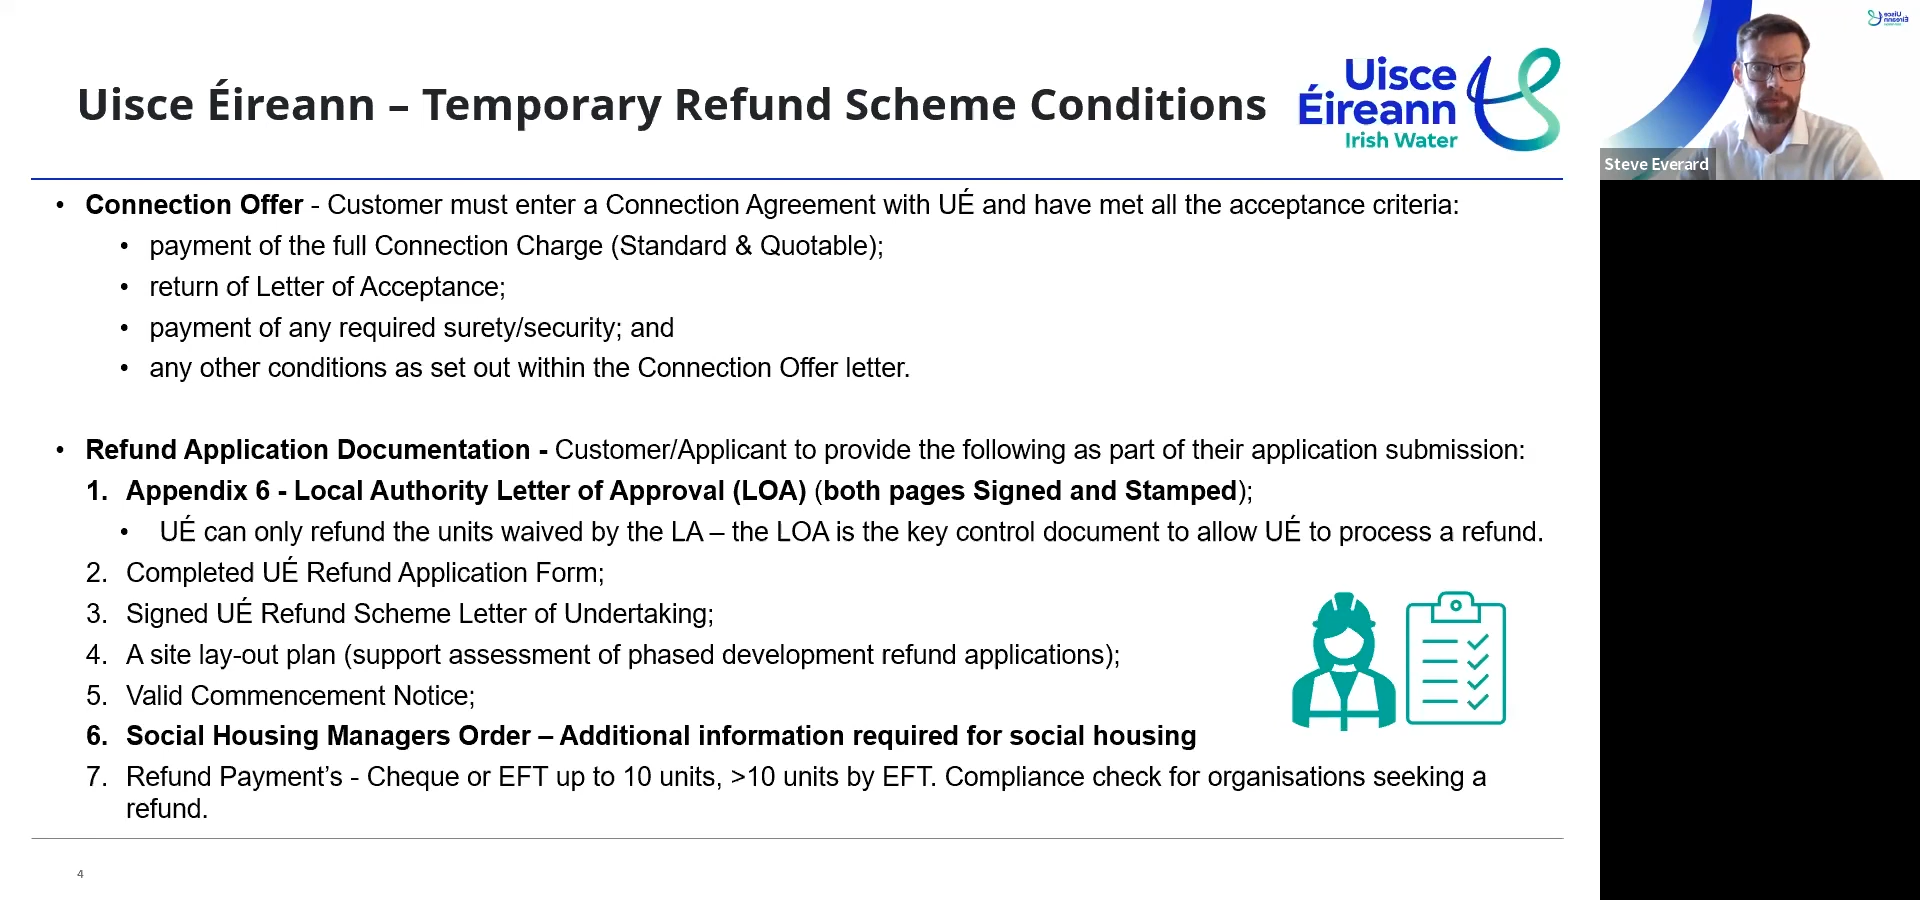 Uisce Éireann – Temporary Refund Scheme Conditions
Uisce
Éireann
Irish Water
Uisce
Éireann
Steve Everard
• Connection Offer - Customer must enter a Connection Agreement with UÉ and have met all the acceptance criteria:
• payment of the full Connection Charge (Standard & Quotable);
• return of Letter of Acceptance;
• payment of any required surety/security; and
• any other conditions as set out within the Connection Offer letter.
• Refund Application Documentation - Customer/Applicant to provide the following as part of their application submission:
1. Appendix 6 - Local Authority Letter of Approval (LOA) (both pages Signed and Stamped);
• UÉ can only refund the units waived by the LA – the LOA is the key control document to allow UÉ to process a refund.
2. Completed UÉ Refund Application Form;
3. Signed UÉ Refund Scheme Letter of Undertaking;
4. A site lay-out plan (support assessment of phased development refund applications);
5. Valid Commencement Notice;
6. Social Housing Managers Order – Additional information required for social housing
7. Refund Payment’s - Cheque or EFT up to 10 units, >10 units by EFT. Compliance check for organisations seeking a
refund.
4